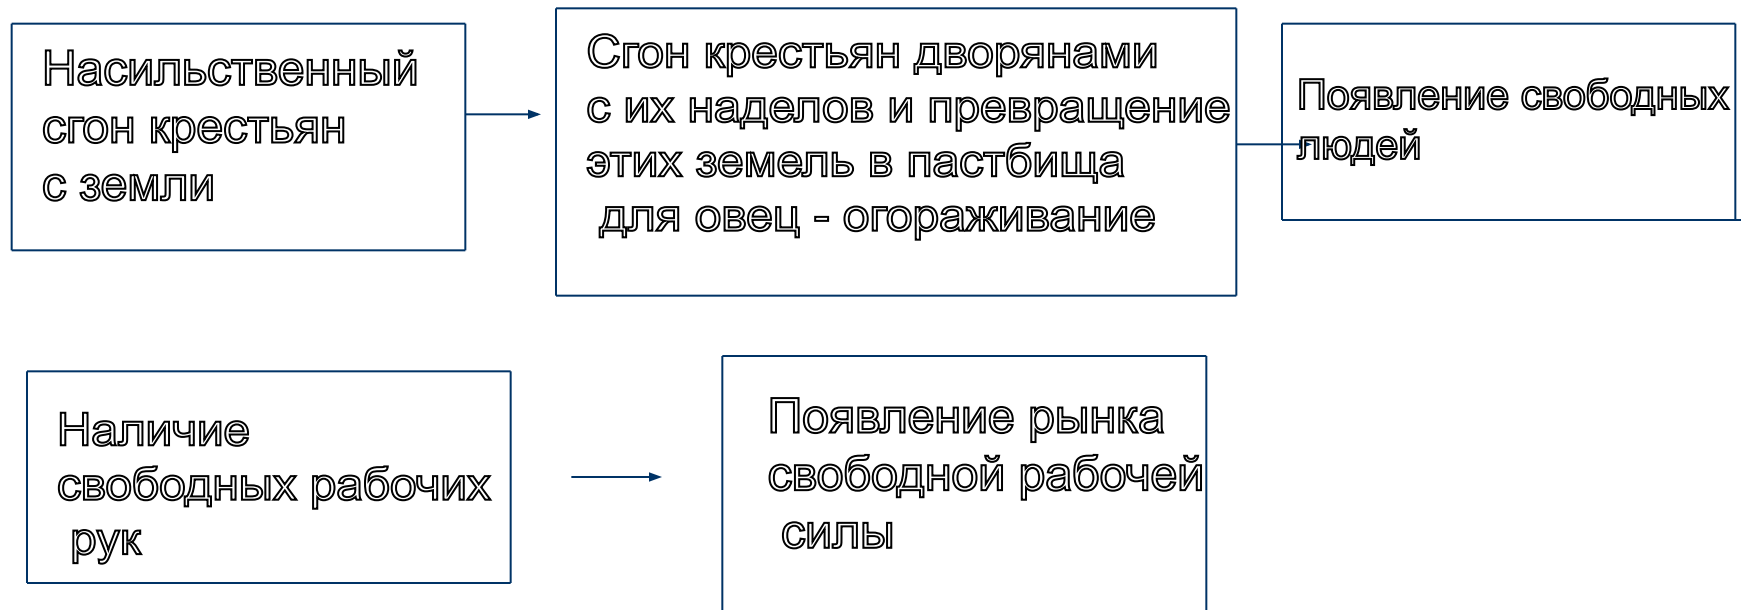 Насильственный
сгон крестьян
с земли
Сгон крестьян дворянами
с их наделов и превращение
этих земель в пастбища
для овец - огораживание
Появление свободных
людей
Наличие
свободных рабочих
рук
Появление рынка
свободной рабочей
силы